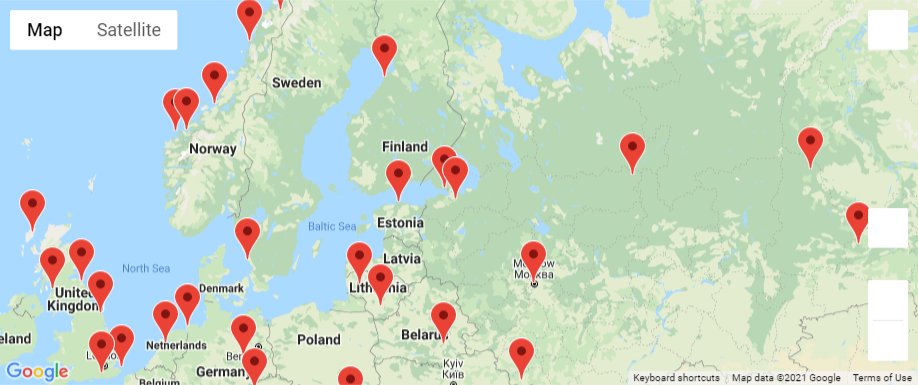 Map Satellite
Sweden
Norway
Finland
Estonia
Baltic Sea
Latvia
North Sea
Moscow
Москва
Denmark
Lithuania
United
Kingdom
Belarus
Poland
Netherlands
eland
Germany
Kyiv
Київ
Belgium
Google
Keyboard shortcuts Map data ©2021 Google Terms of Use